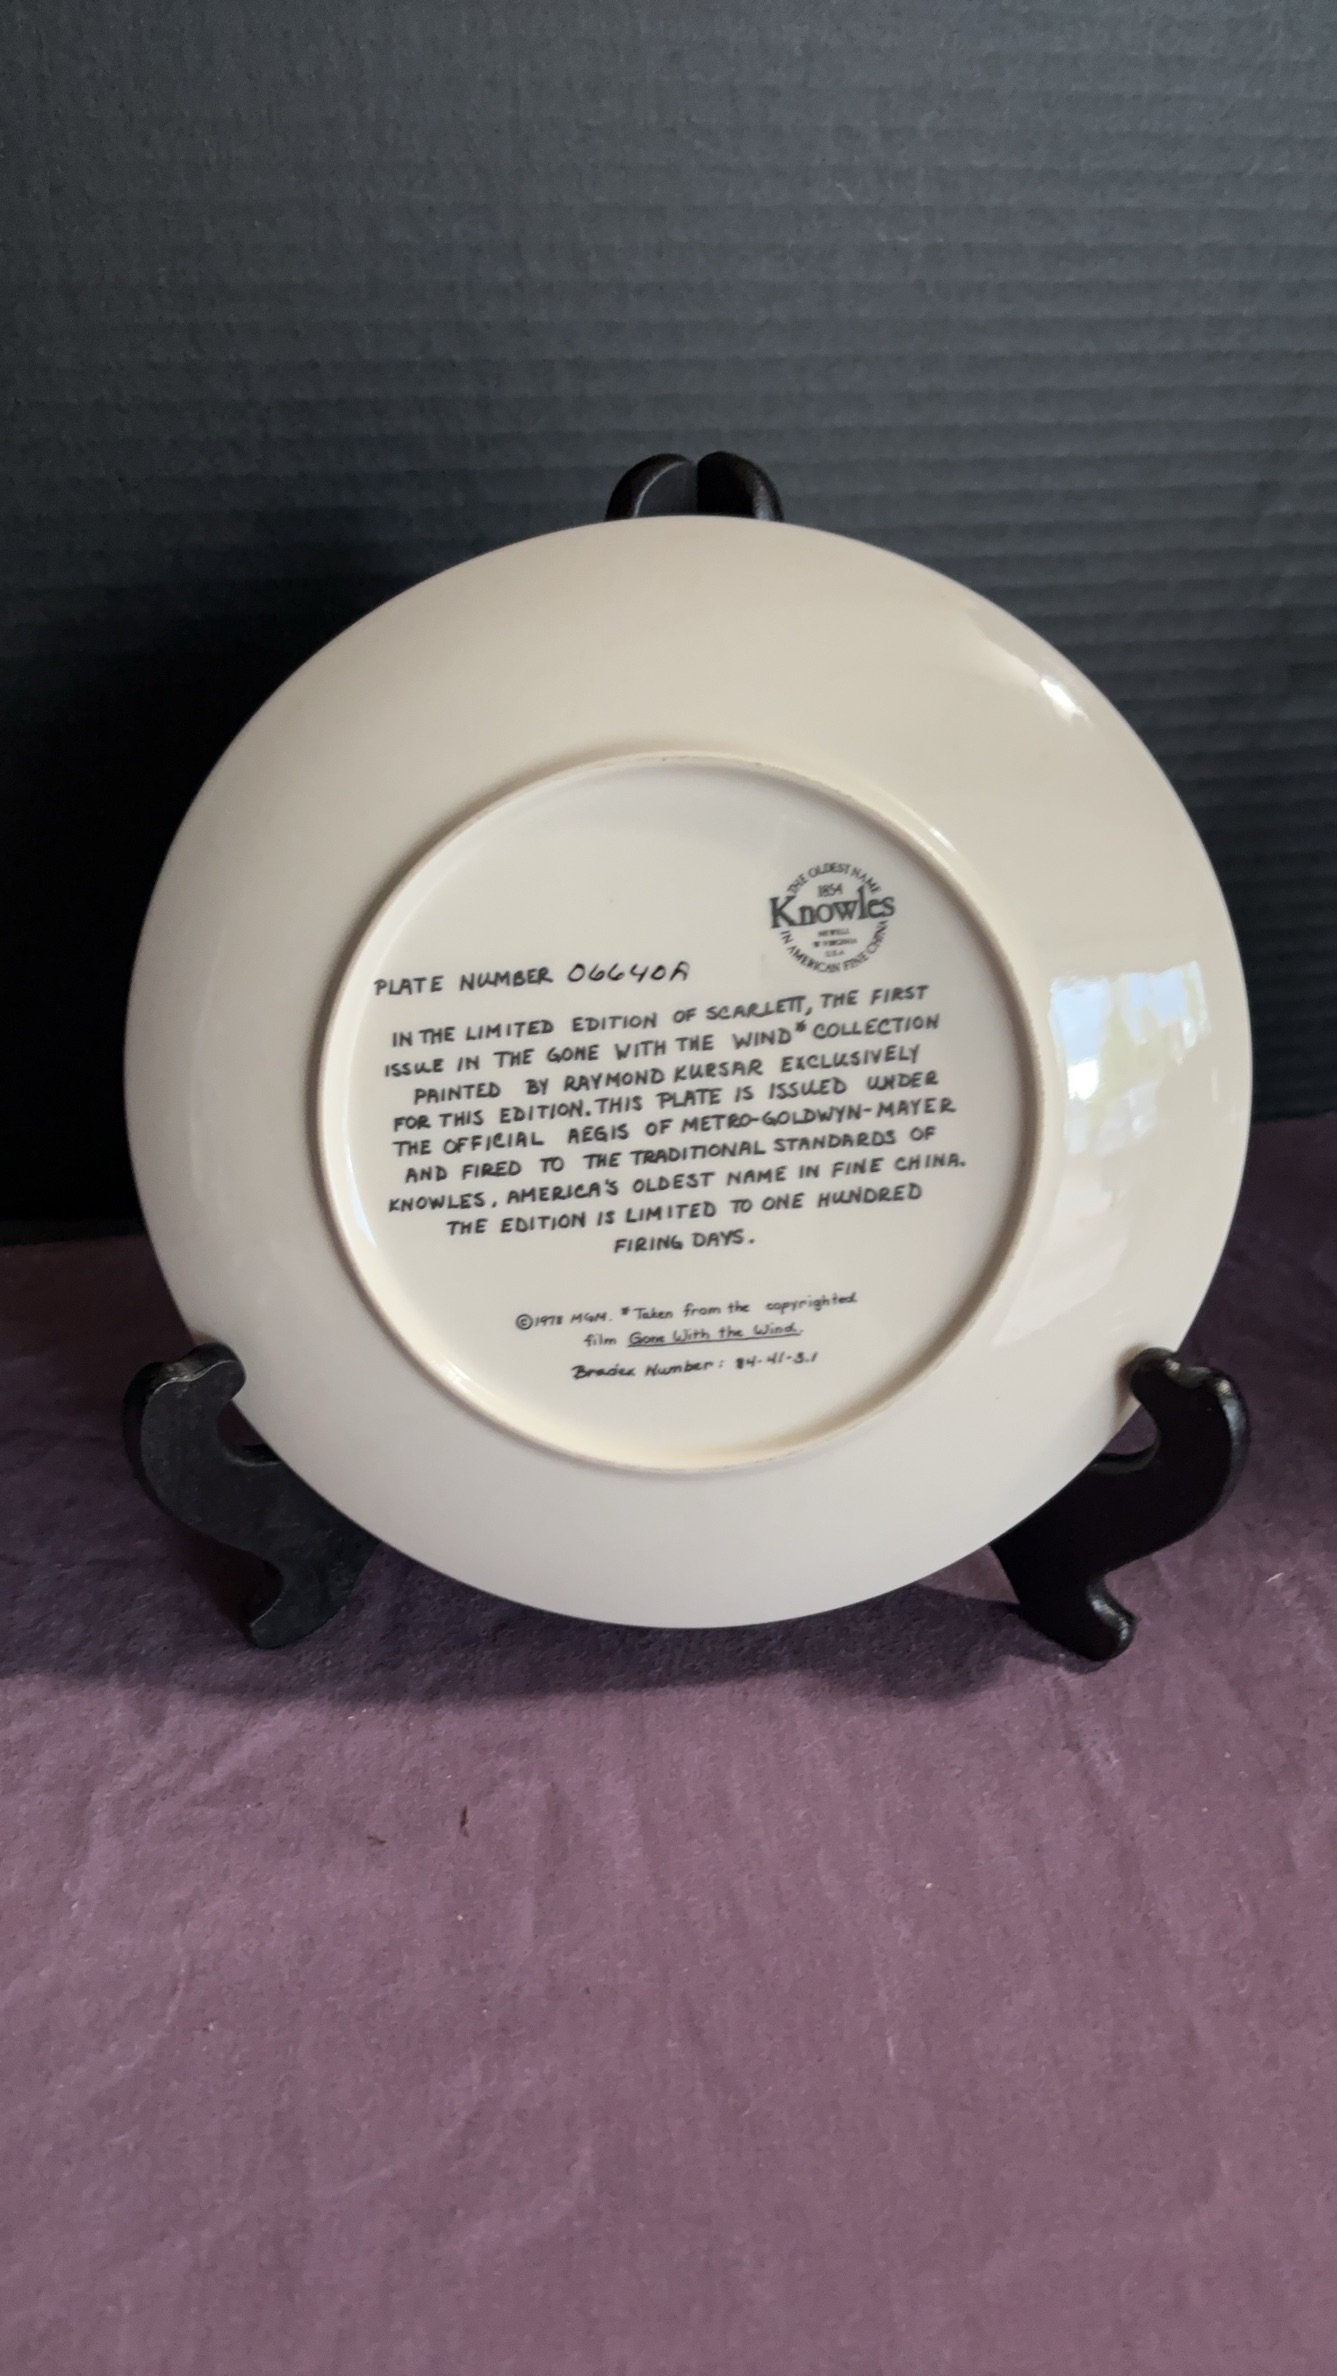 THE OLDEST NAME
1854
Knowles
NEWELL
W VIRGINIA
U.S.A.
IN AMERICAN FINE CHINA
PLATE NUMBER 06640A
IN THE LIMITED EDITION OF SCARLETT, THE FIRST
ISSUE IN THE GONE WITH THE WIND* COLLECTION
PAINTED BY RAYMOND KURSAR EXCLUSIVELY
FOR THIS EDITION. THIS PLATE IS ISSUED UNDER
THE OFFICIAL AEGIS OF METRO-GOLDWYN-MAYER
AND FIRED TO THE TRADITIONAL STANDARDS OF
KNOWLES, AMERICA'S OLDEST NAME IN FINE CHINA.
THE EDITION IS LIMITED TO ONE HUNDRED
FIRING DAYS.
©1978 MGM. *Taken from the copyrighted
film Gone With the Wind.
Bradex Number: 84-41-3.1